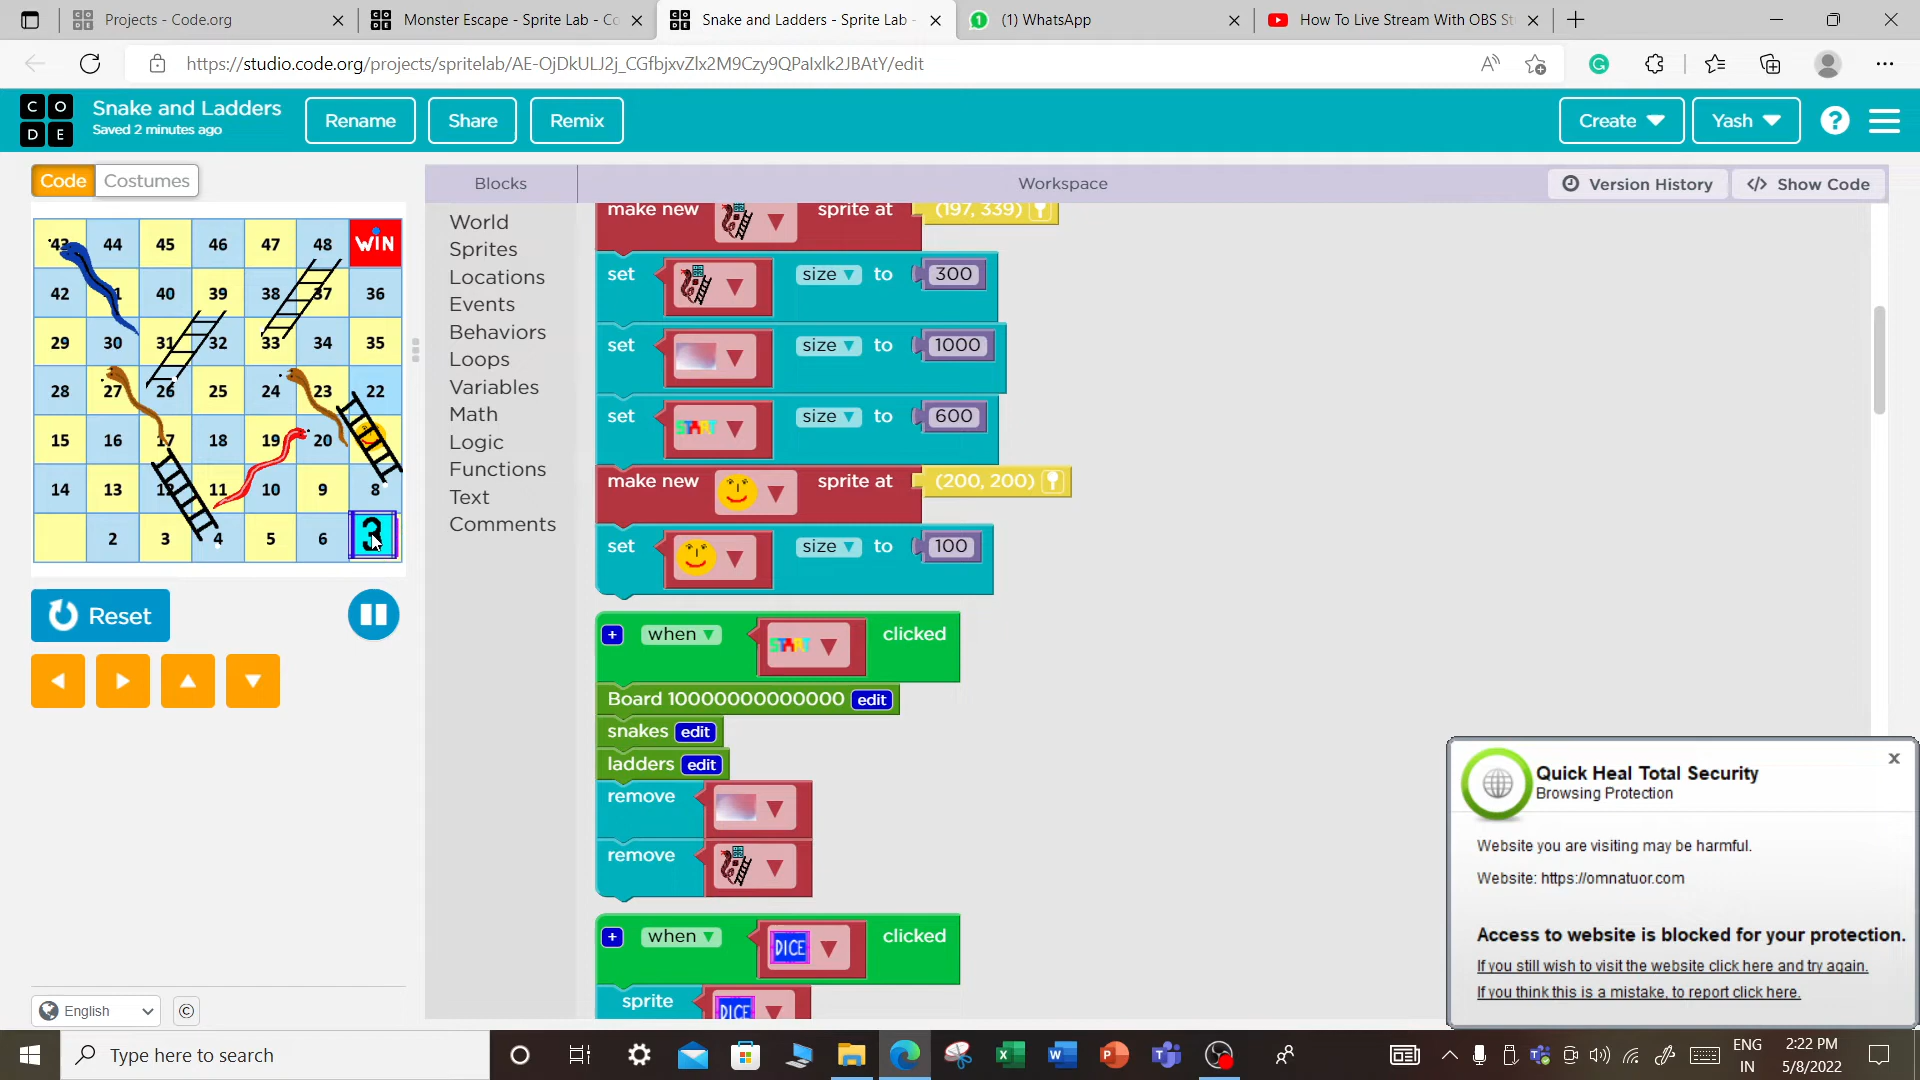 Projects - Code.org
Monster Escape - Sprite Lab - Co
Snake and Ladders - Sprite Lab -
(1) WhatsApp
How To Live Stream With OBS St
https://studio.code.org/projects/spritelab/AE-OjDkULJ2j_CGfbjxvZlx2M9Czy9QPaIxlk2JBAtY/edit
CODE
Snake and Ladders
Saved 2 minutes ago
Rename
Share
Remix
Create
Yash
?
Code
Costumes
Blocks
Workspace
Version History
Show Code
43 44 45 46 47 48 WIN
42 1 40 39 38 37 36
29 30 31 32 33 34 35
28 27 26 25 24 23 22
15 16 17 18 19 20
14 13 12 11 10 9 8
2 3 4 5 6 3
Reset
English
©
World
Sprites
Locations
Events
Behaviors
Loops
Variables
Math
Logic
Functions
Text
Comments
make new sprite at (197, 339)
set size to 300
set size to 1000
set START size to 600
make new sprite at (200, 200)
set size to 100
+ when START clicked
Board 10000000000000 edit
snakes edit
ladders edit
remove
remove
+ when DICE clicked
sprite DICE
Quick Heal Total Security
Browsing Protection
x
Website you are visiting may be harmful.
Website: https://omnatuor.com
Access to website is blocked for your protection.
If you still wish to visit the website click here and try again.
If you think this is a mistake, to report click here.
Type here to search
ENG
IN
2:22 PM
5/8/2022